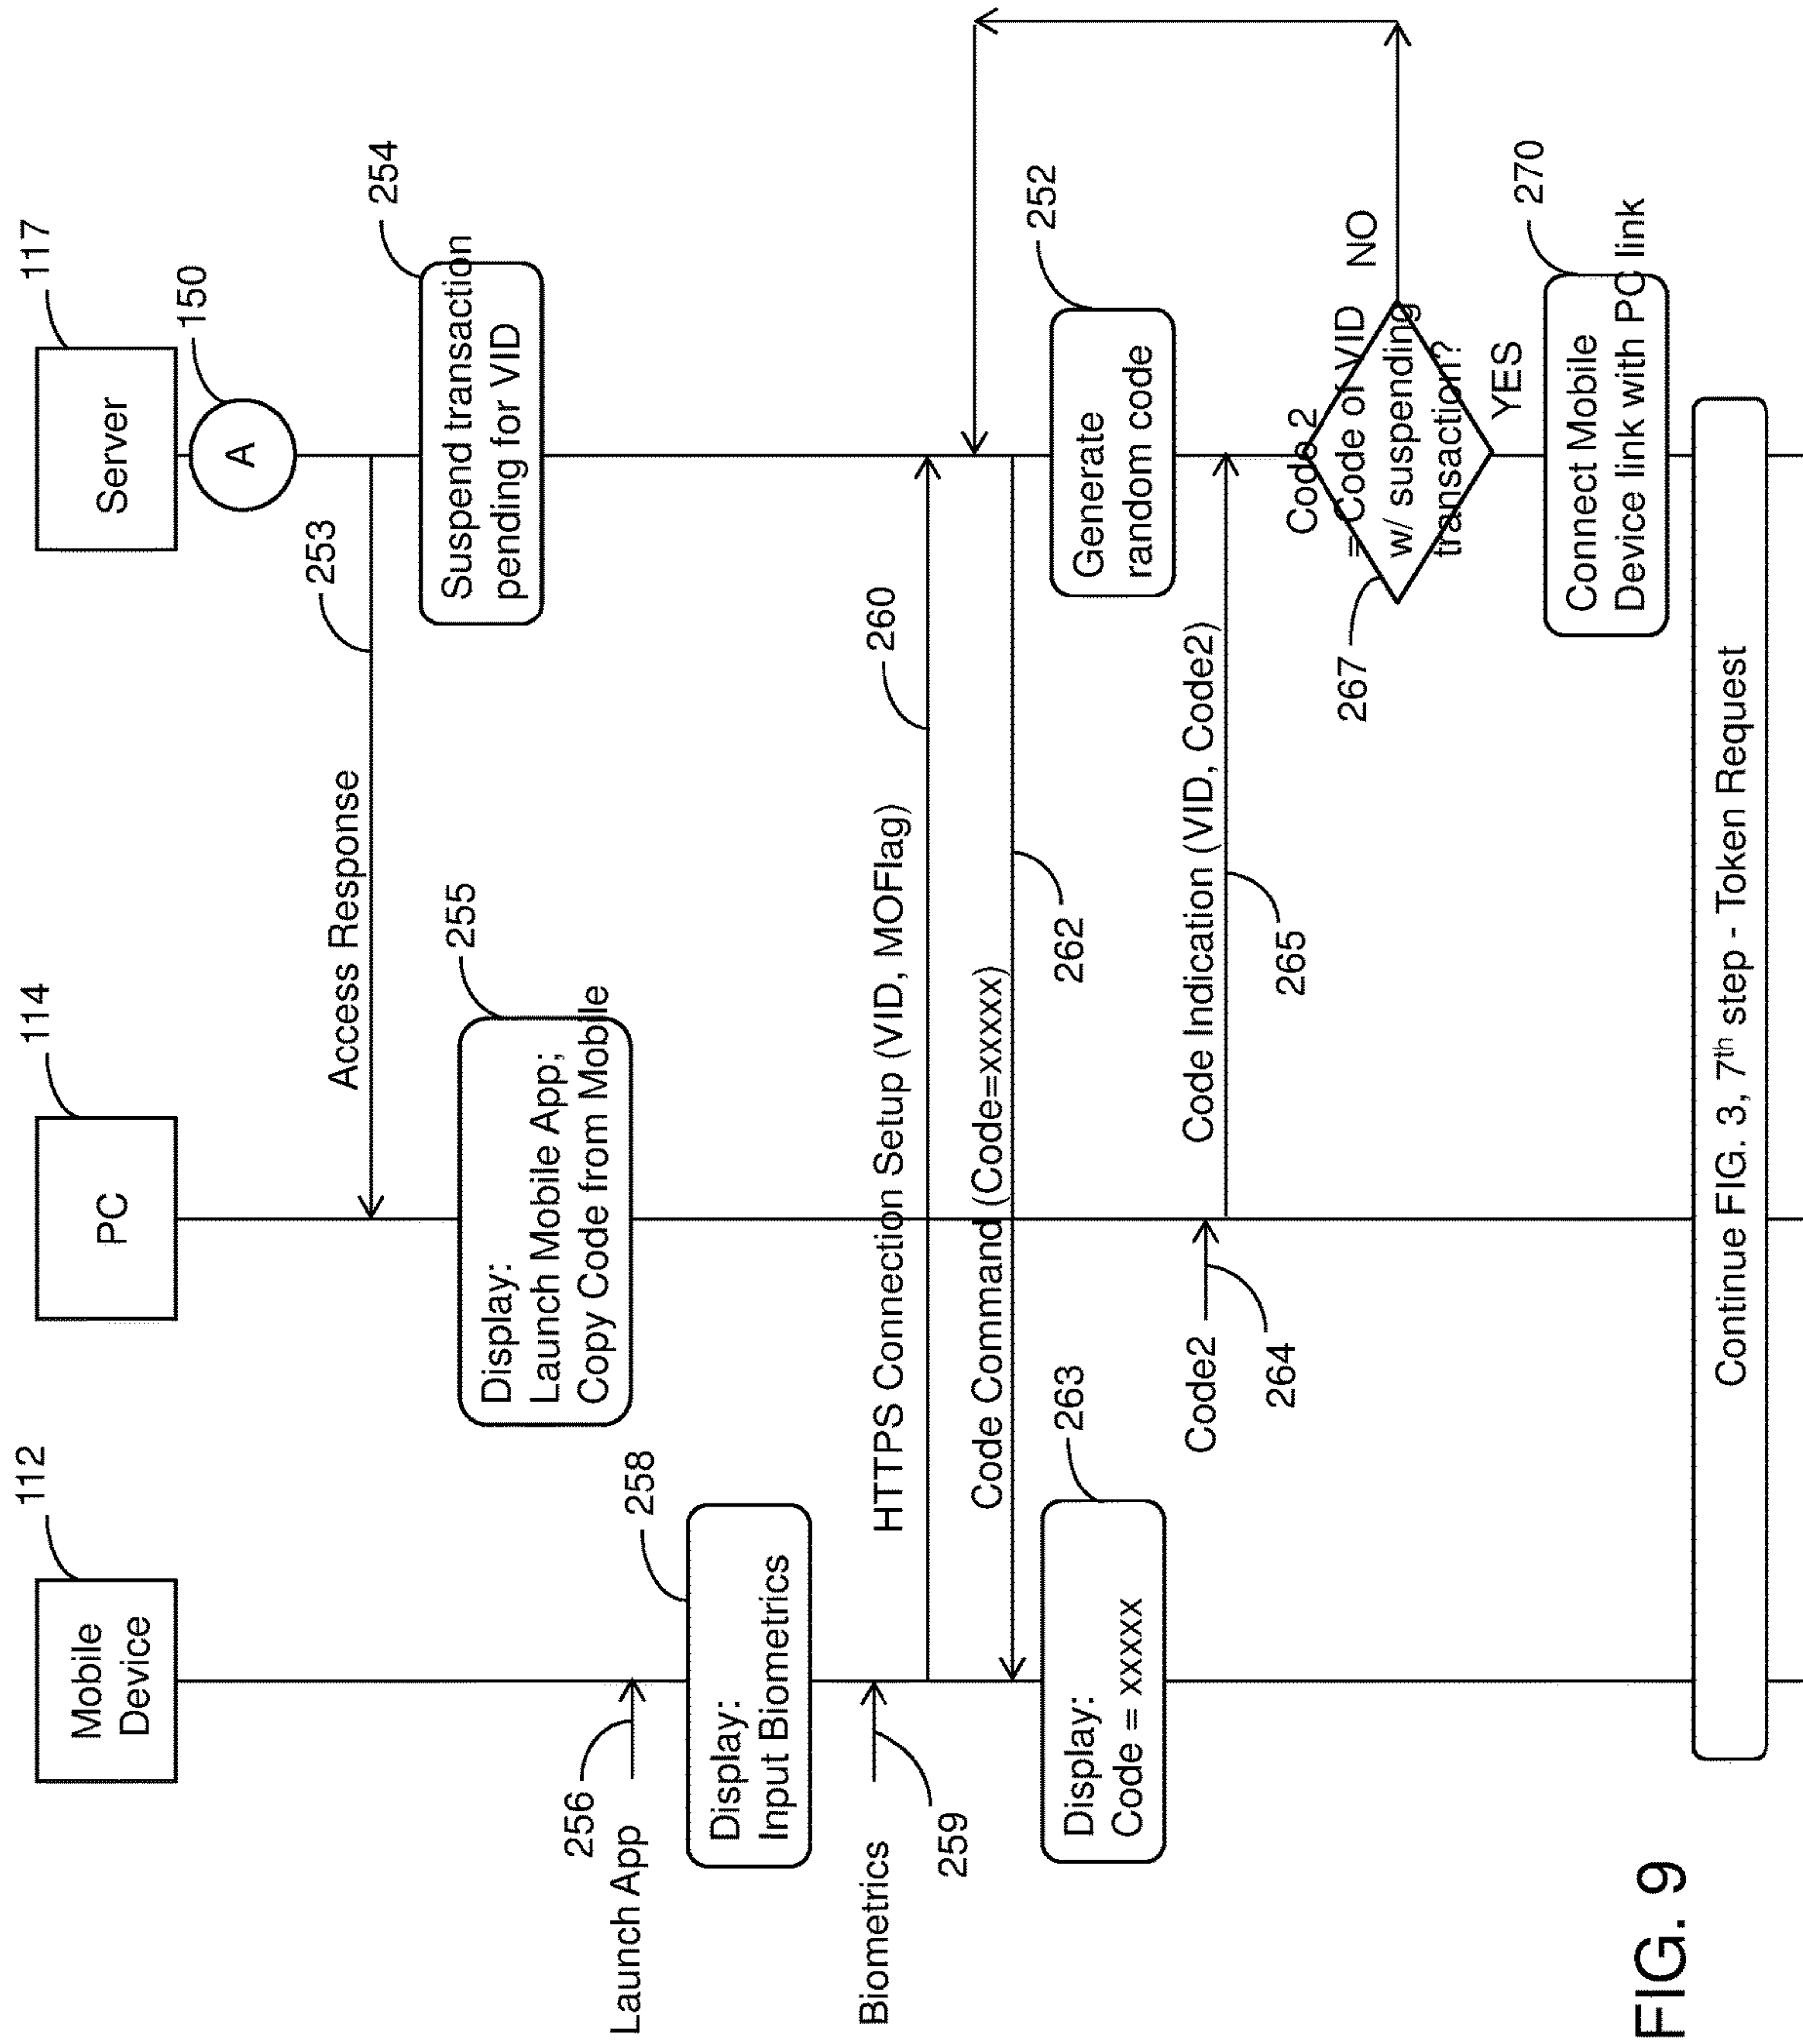 112
114
117
Mobile
Device
PC
Server
150
A
253
Access Response
254
Suspend transaction
pending for VID
255
Display:
Launch Mobile App;
Copy Code from Mobile
256
Launch App
258
Display:
Input Biometrics
Biometrics
259
260
HTTPS Connection Setup (VID, MOFlag)
Code Command (Code=xxxxx)
262
252
Generate
random code
263
Display:
Code = xxxxx
Code2
264
Code Indication (VID, Code2)
265
267
Code 2
= Code of VID
w/ suspending
transaction?
NO
YES
270
Connect Mobile
Device link with PC link
Continue FIG. 3, 7th step - Token Request
FIG. 9